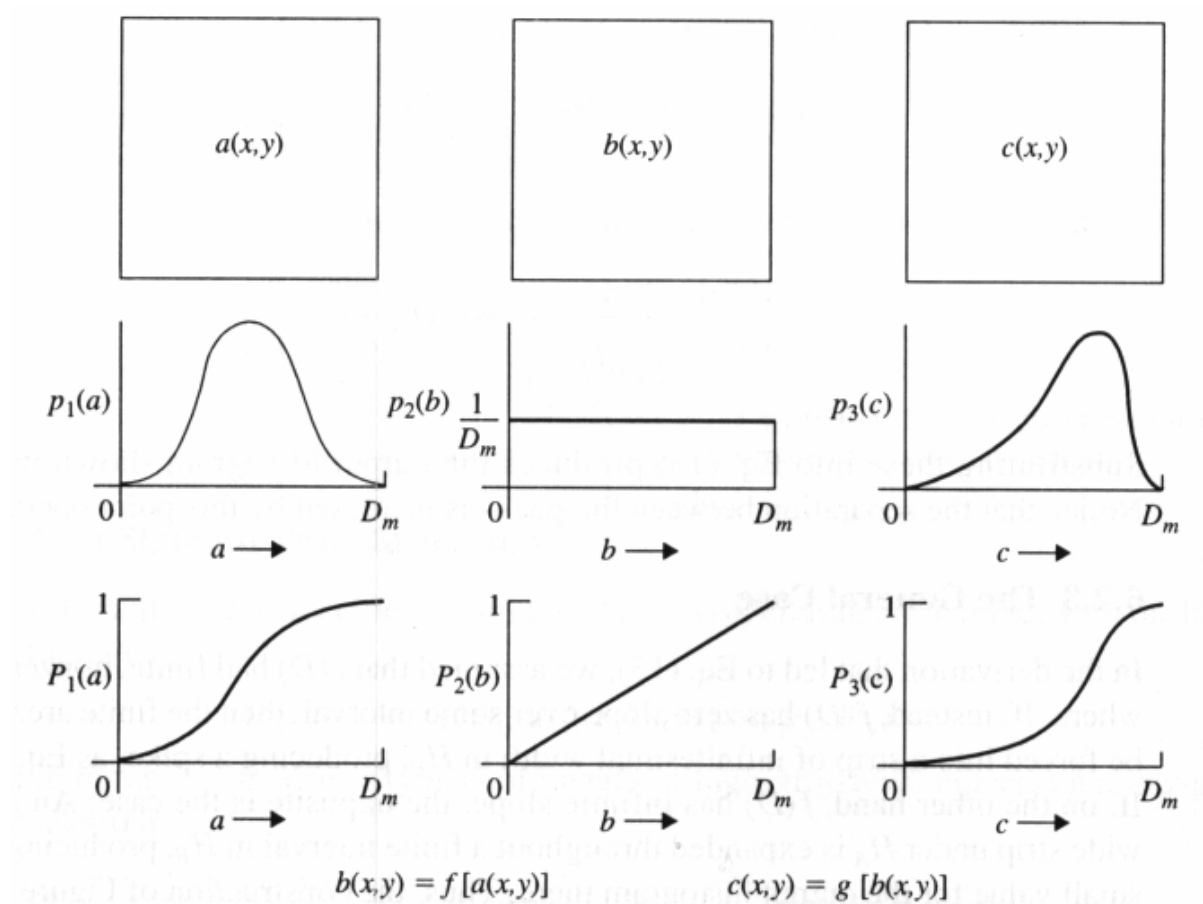 a(x,y) b(x,y) c(x,y)
p₁(a) p₂(b) 1/Dₘ p₃(c)
0 Dₘ 0 Dₘ 0 Dₘ
a → b → c →
1 1 1
P₁(a) P₂(b) P₃(c)
0 Dₘ 0 Dₘ 0 Dₘ
a → b → c →
b(x,y) = f [a(x,y)] c(x,y) = g [b(x,y)]